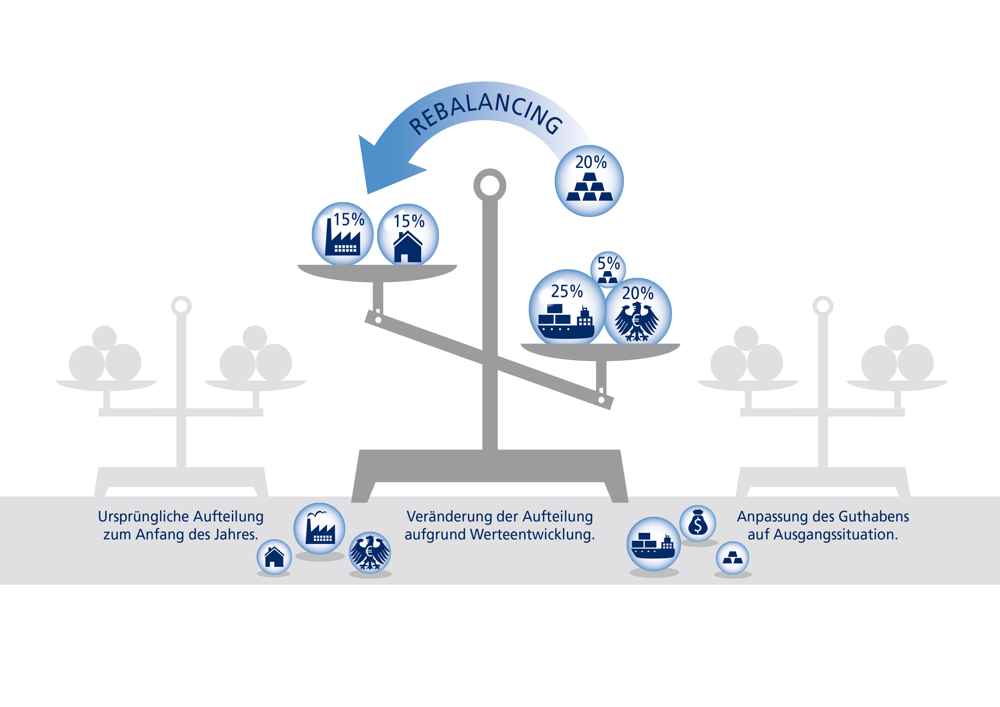 REBALANCING
20%
15%
15%
5%
25%
20%
€
Ursprüngliche Aufteilung
zum Anfang des Jahres.
€
Veränderung der Aufteilung
aufgrund Werteentwicklung.
$
Anpassung des Guthabens
auf Ausgangssituation.